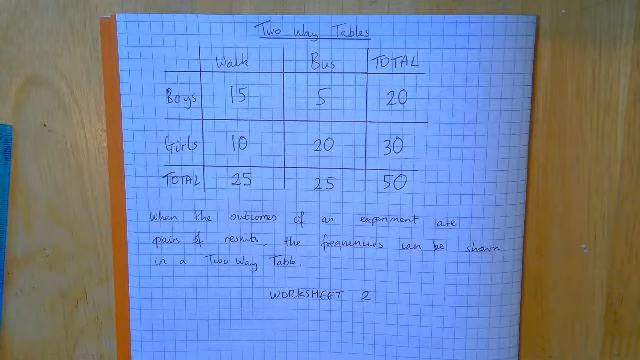 Two Way Tables
Walk Bus TOTAL
Boys 15 5 20
Girls 10 20 30
TOTAL 25 25 50
When the outcomes of an experiment are
pairs of results, the frequencies can be shown
in a Two Way Table.
WORKSHEET 2